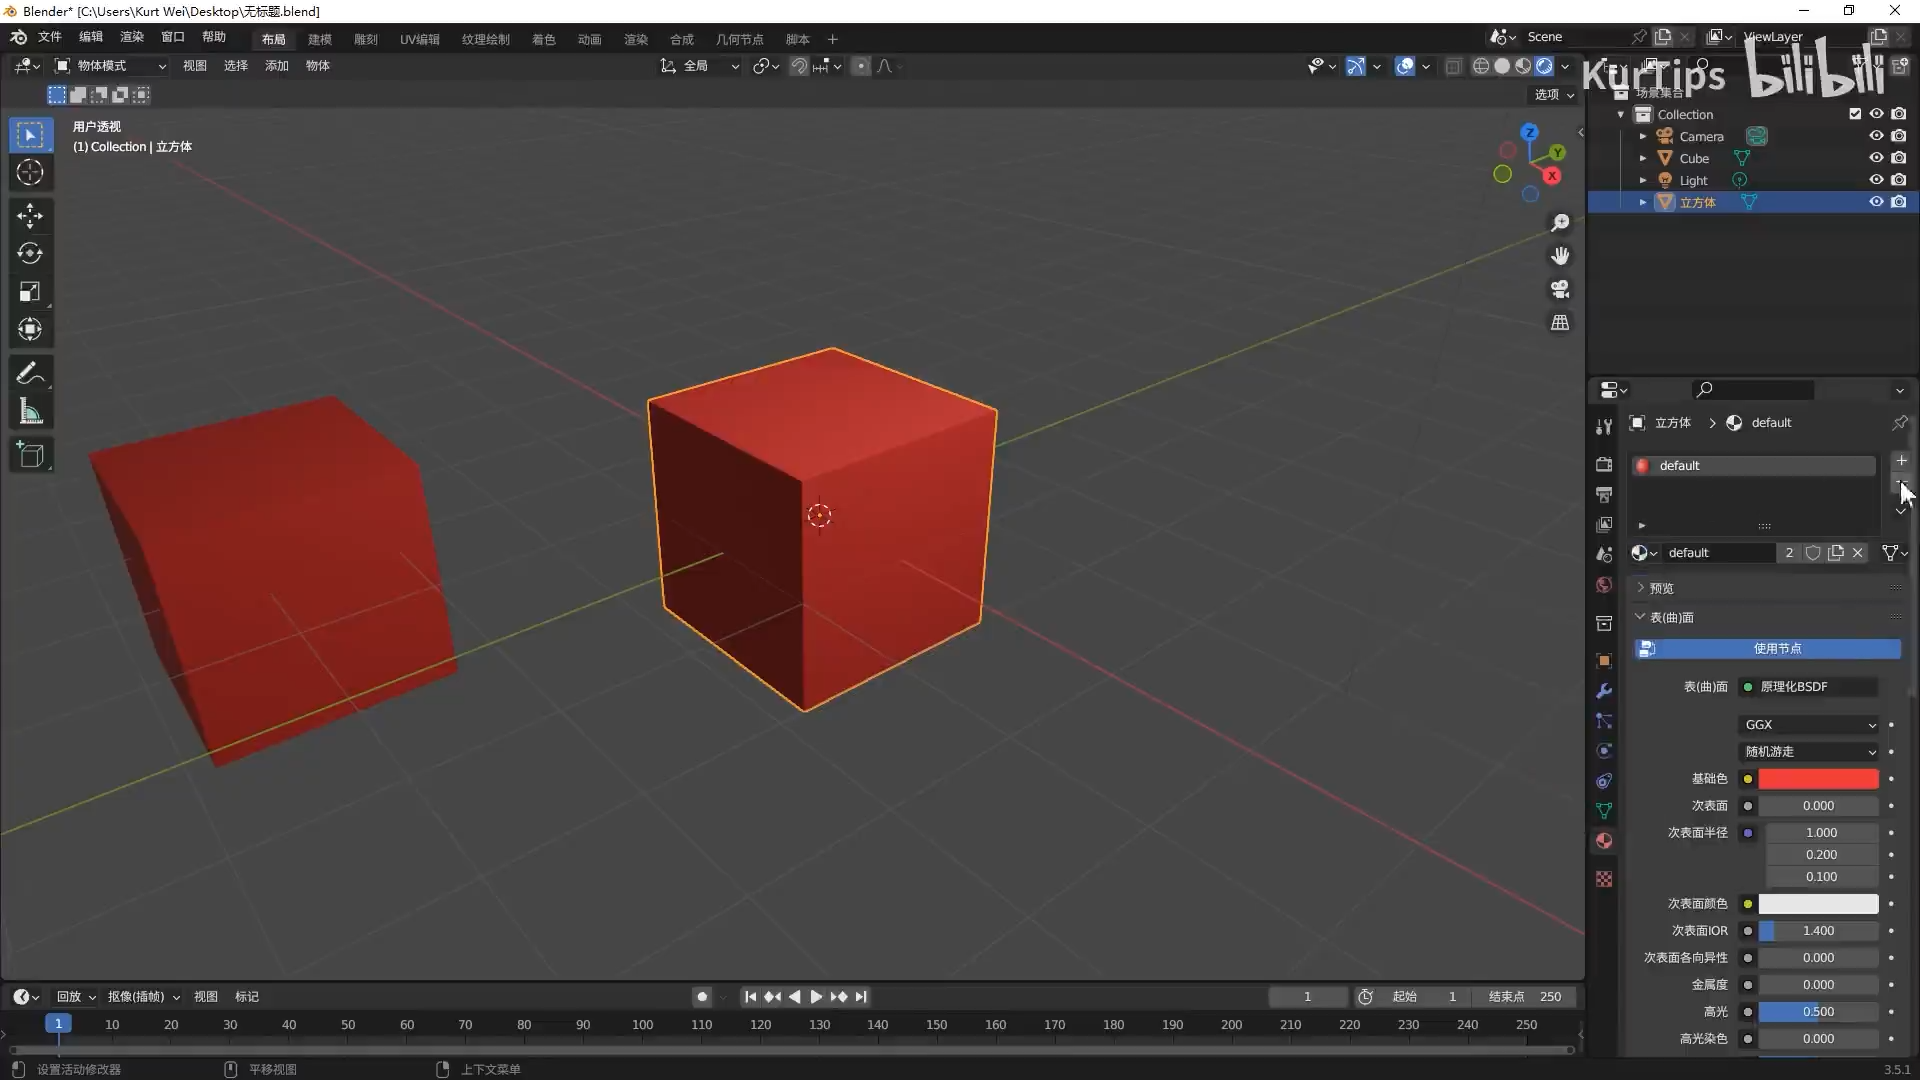 Blender* [C:\Users\Kurt Wei\Desktop\无标题.blend]
文件 编辑 渲染 窗口 帮助 布局 建模 雕刻 UV编辑 纹理绘制 着色 动画 渲染 合成 几何节点 脚本 + Scene ViewLayer
物体模式 视图 选择 添加 物体 全局
KurTips bilibili
选项
场景集合
用户透视
(1) Collection | 立方体
Z
Y
X
Collection
Camera
Cube
Light
立方体
立方体 > default
default
default 2
预览
表(曲)面
使用节点
表(曲)面 原理化BSDF
GGX
随机游走
基础色
次表面 0.000
次表面半径 1.000
0.200
0.100
次表面颜色
次表面IOR 1.400
次表面各向异性 0.000
金属度 0.000
高光 0.500
高光染色 0.000
回放 抠像(插帧) 视图 标记 1 起始 1 结束点 250
1 10 20 30 40 50 60 70 80 90 100 110 120 130 140 150 160 170 180 190 200 210 220 230 240 250
设置活动修改器 平移视图 上下文菜单 3.5.1